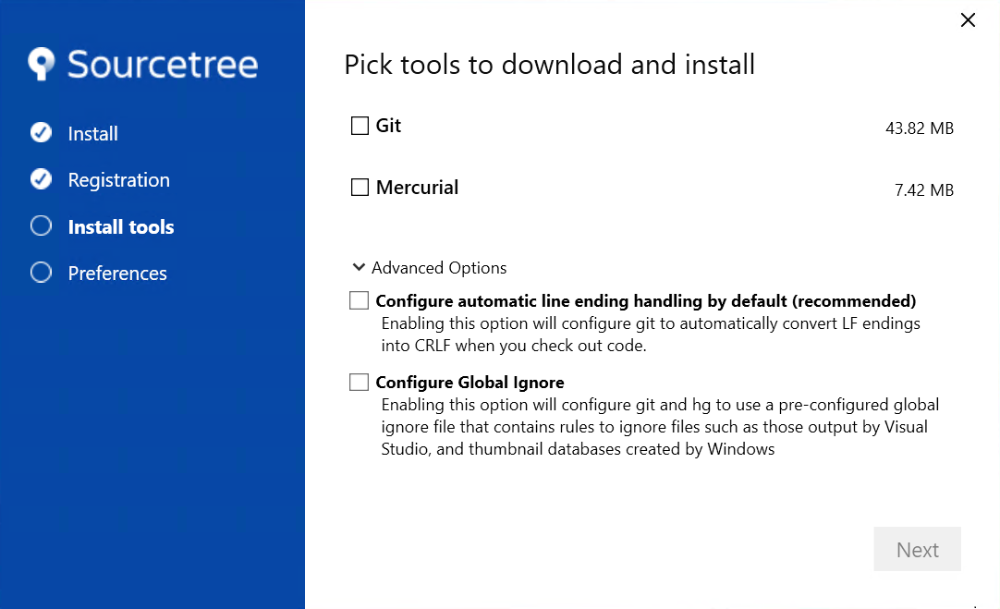 Sourcetree
Install
Registration
Install tools
Preferences
Pick tools to download and install
Git 43.82 MB
Mercurial 7.42 MB
Advanced Options
Configure automatic line ending handling by default (recommended)
Enabling this option will configure git to automatically convert LF endings
into CRLF when you check out code.
Configure Global Ignore
Enabling this option will configure git and hg to use a pre-configured global
ignore file that contains rules to ignore files such as those output by Visual
Studio, and thumbnail databases created by Windows
Next